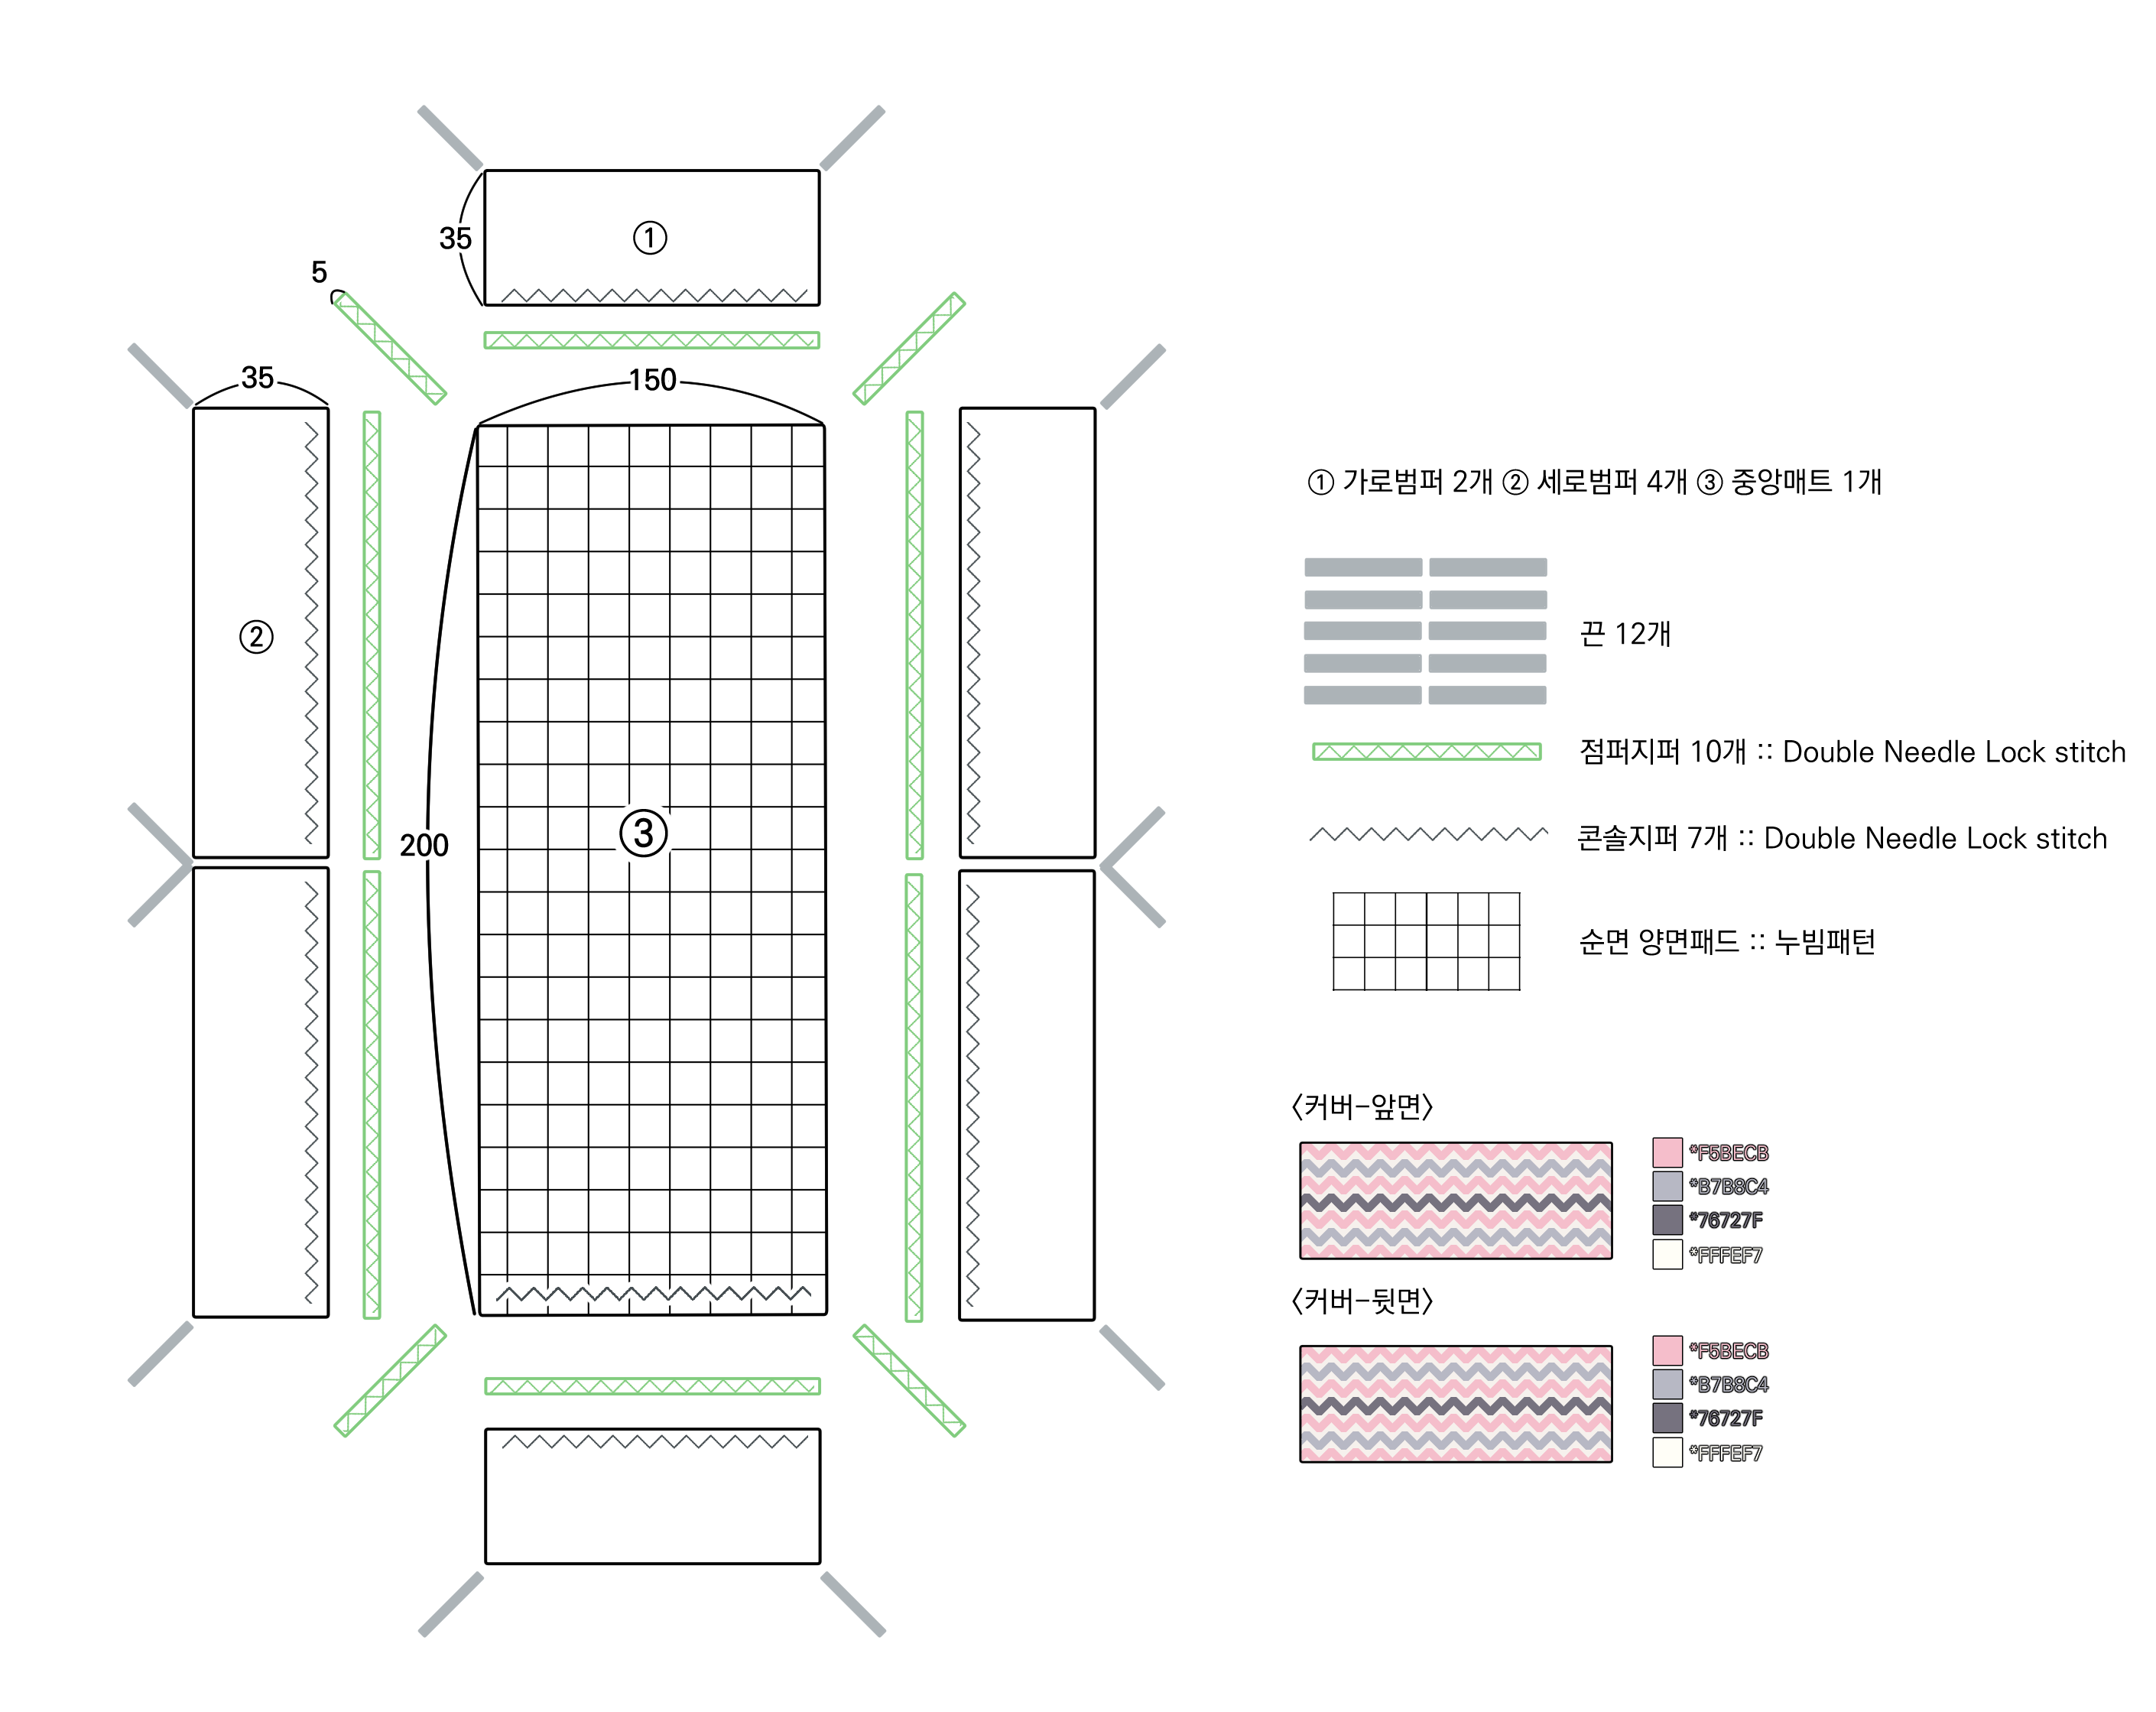 ①
35
5
35
150
②
200
③
① 가로범퍼 2개 ② 세로범퍼 4개 ③ 중앙매트 1개
끈 12개
점퍼지퍼 10개 :: Double Needle Lock stitch
콘솔지퍼 7개 :: Double Needle Lock stitch
순면 양면패드 :: 누빔패턴
<커버-앞면>
*F5BECB
*B7B8C4
*76727F
*FFFEF7
<커버-뒷면>
*F5BECB
*B7B8C4
*76727F
*FFFEF7